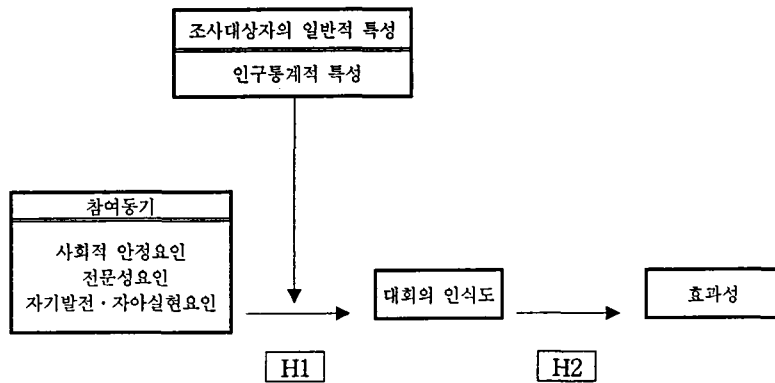 조사대상자의 일반적 특성
인구통계적 특성
참여동기
사회적 안정요인
전문성요인
자기발전·자아실현요인
대회의 인식도
효과성
H1
H2